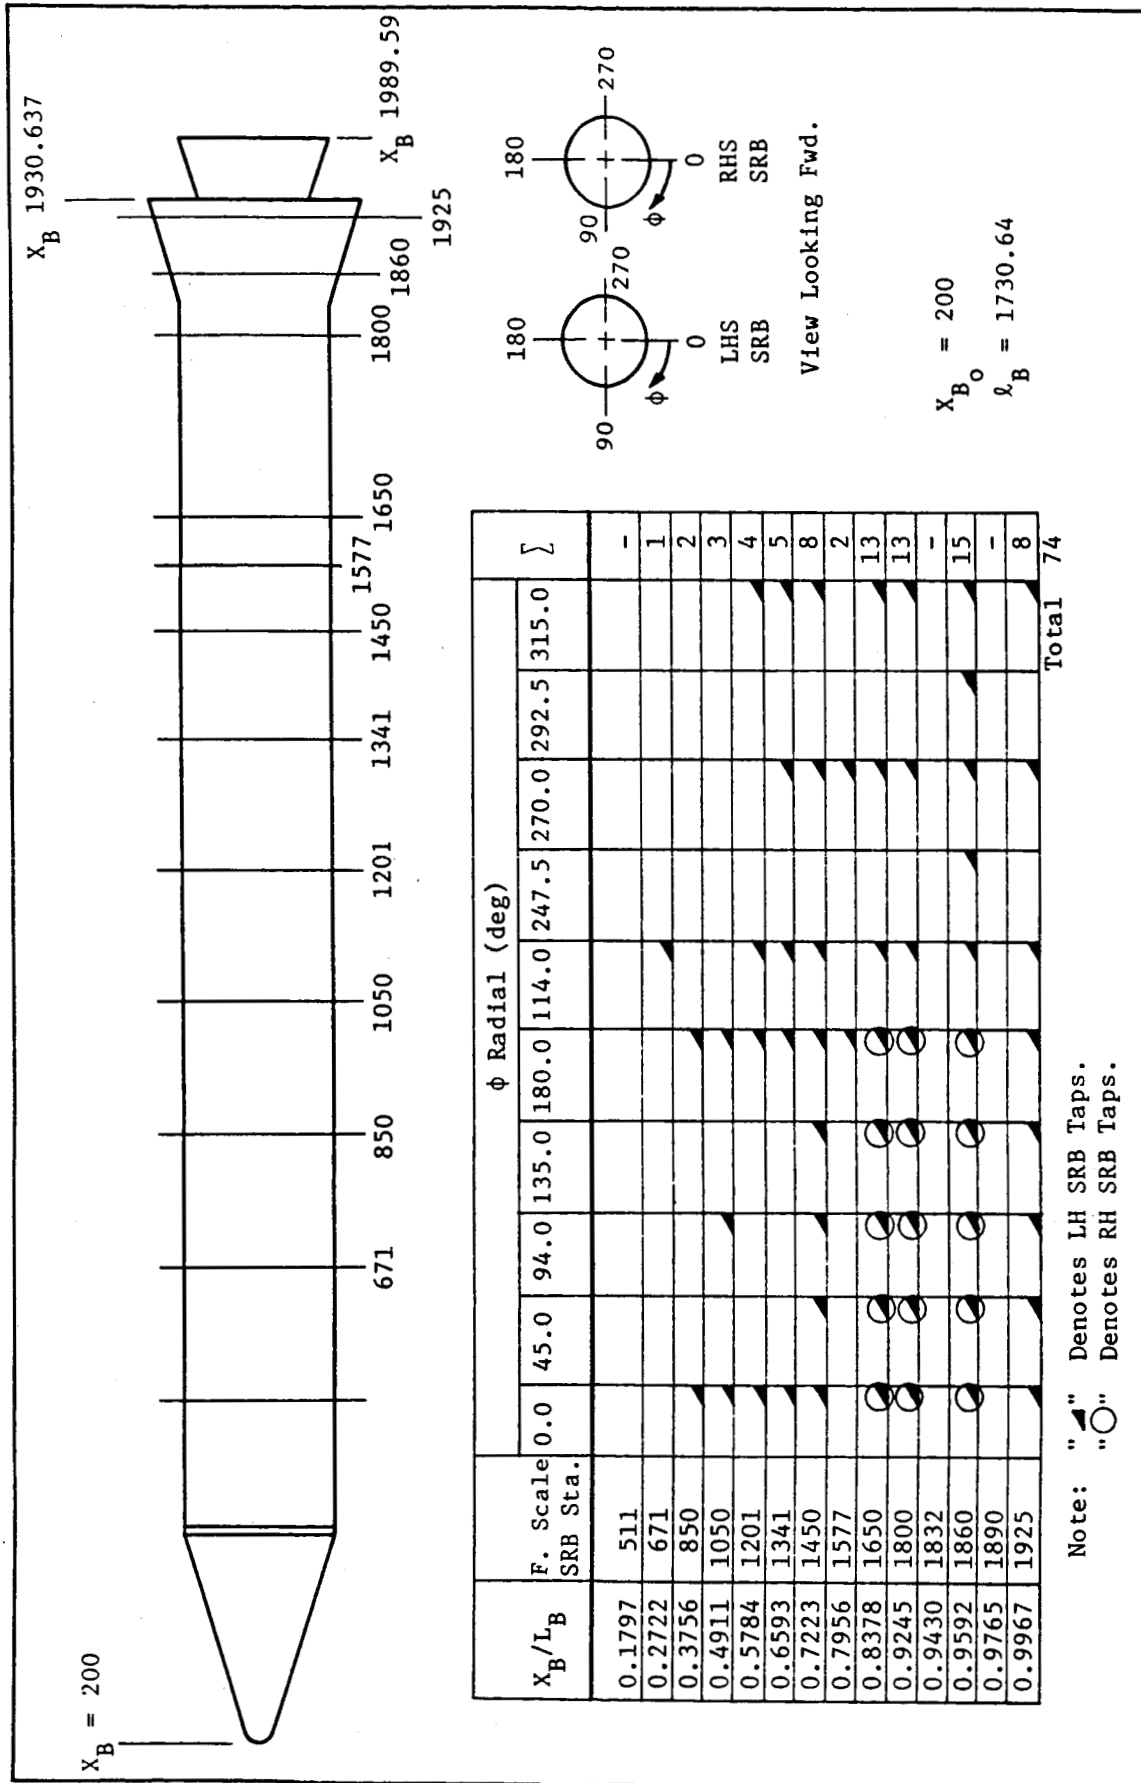 X_B 1930.637
X_B = 200
X_B 1989.59
671 850 1050 1201 1341 1450 1577 1650 1800 1860 1925
X_B/L_B F. Scale SRB Sta. φ Radial (deg) Σ
0.0 45.0 94.0 135.0 180.0 114.0 247.5 270.0 292.5 315.0
0.1797 511 -
0.2722 671 1
0.3756 850 2
0.4911 1050 3
0.5784 1201 4
0.6593 1341 5
0.7223 1450 8
0.7956 1577 2
0.8378 1650 13
0.9245 1800 13
0.9430 1832 -
0.9592 1860 15
0.9765 1890 -
0.9967 1925 8
Total 74
Note: "◢" Denotes LH SRB Taps.
"○" Denotes RH SRB Taps.
180
90
270
0
φ
LHS
SRB
180
90
270
0
φ
RHS
SRB
View Looking Fwd.
X_B_o = 200
ℓ_B = 1730.64